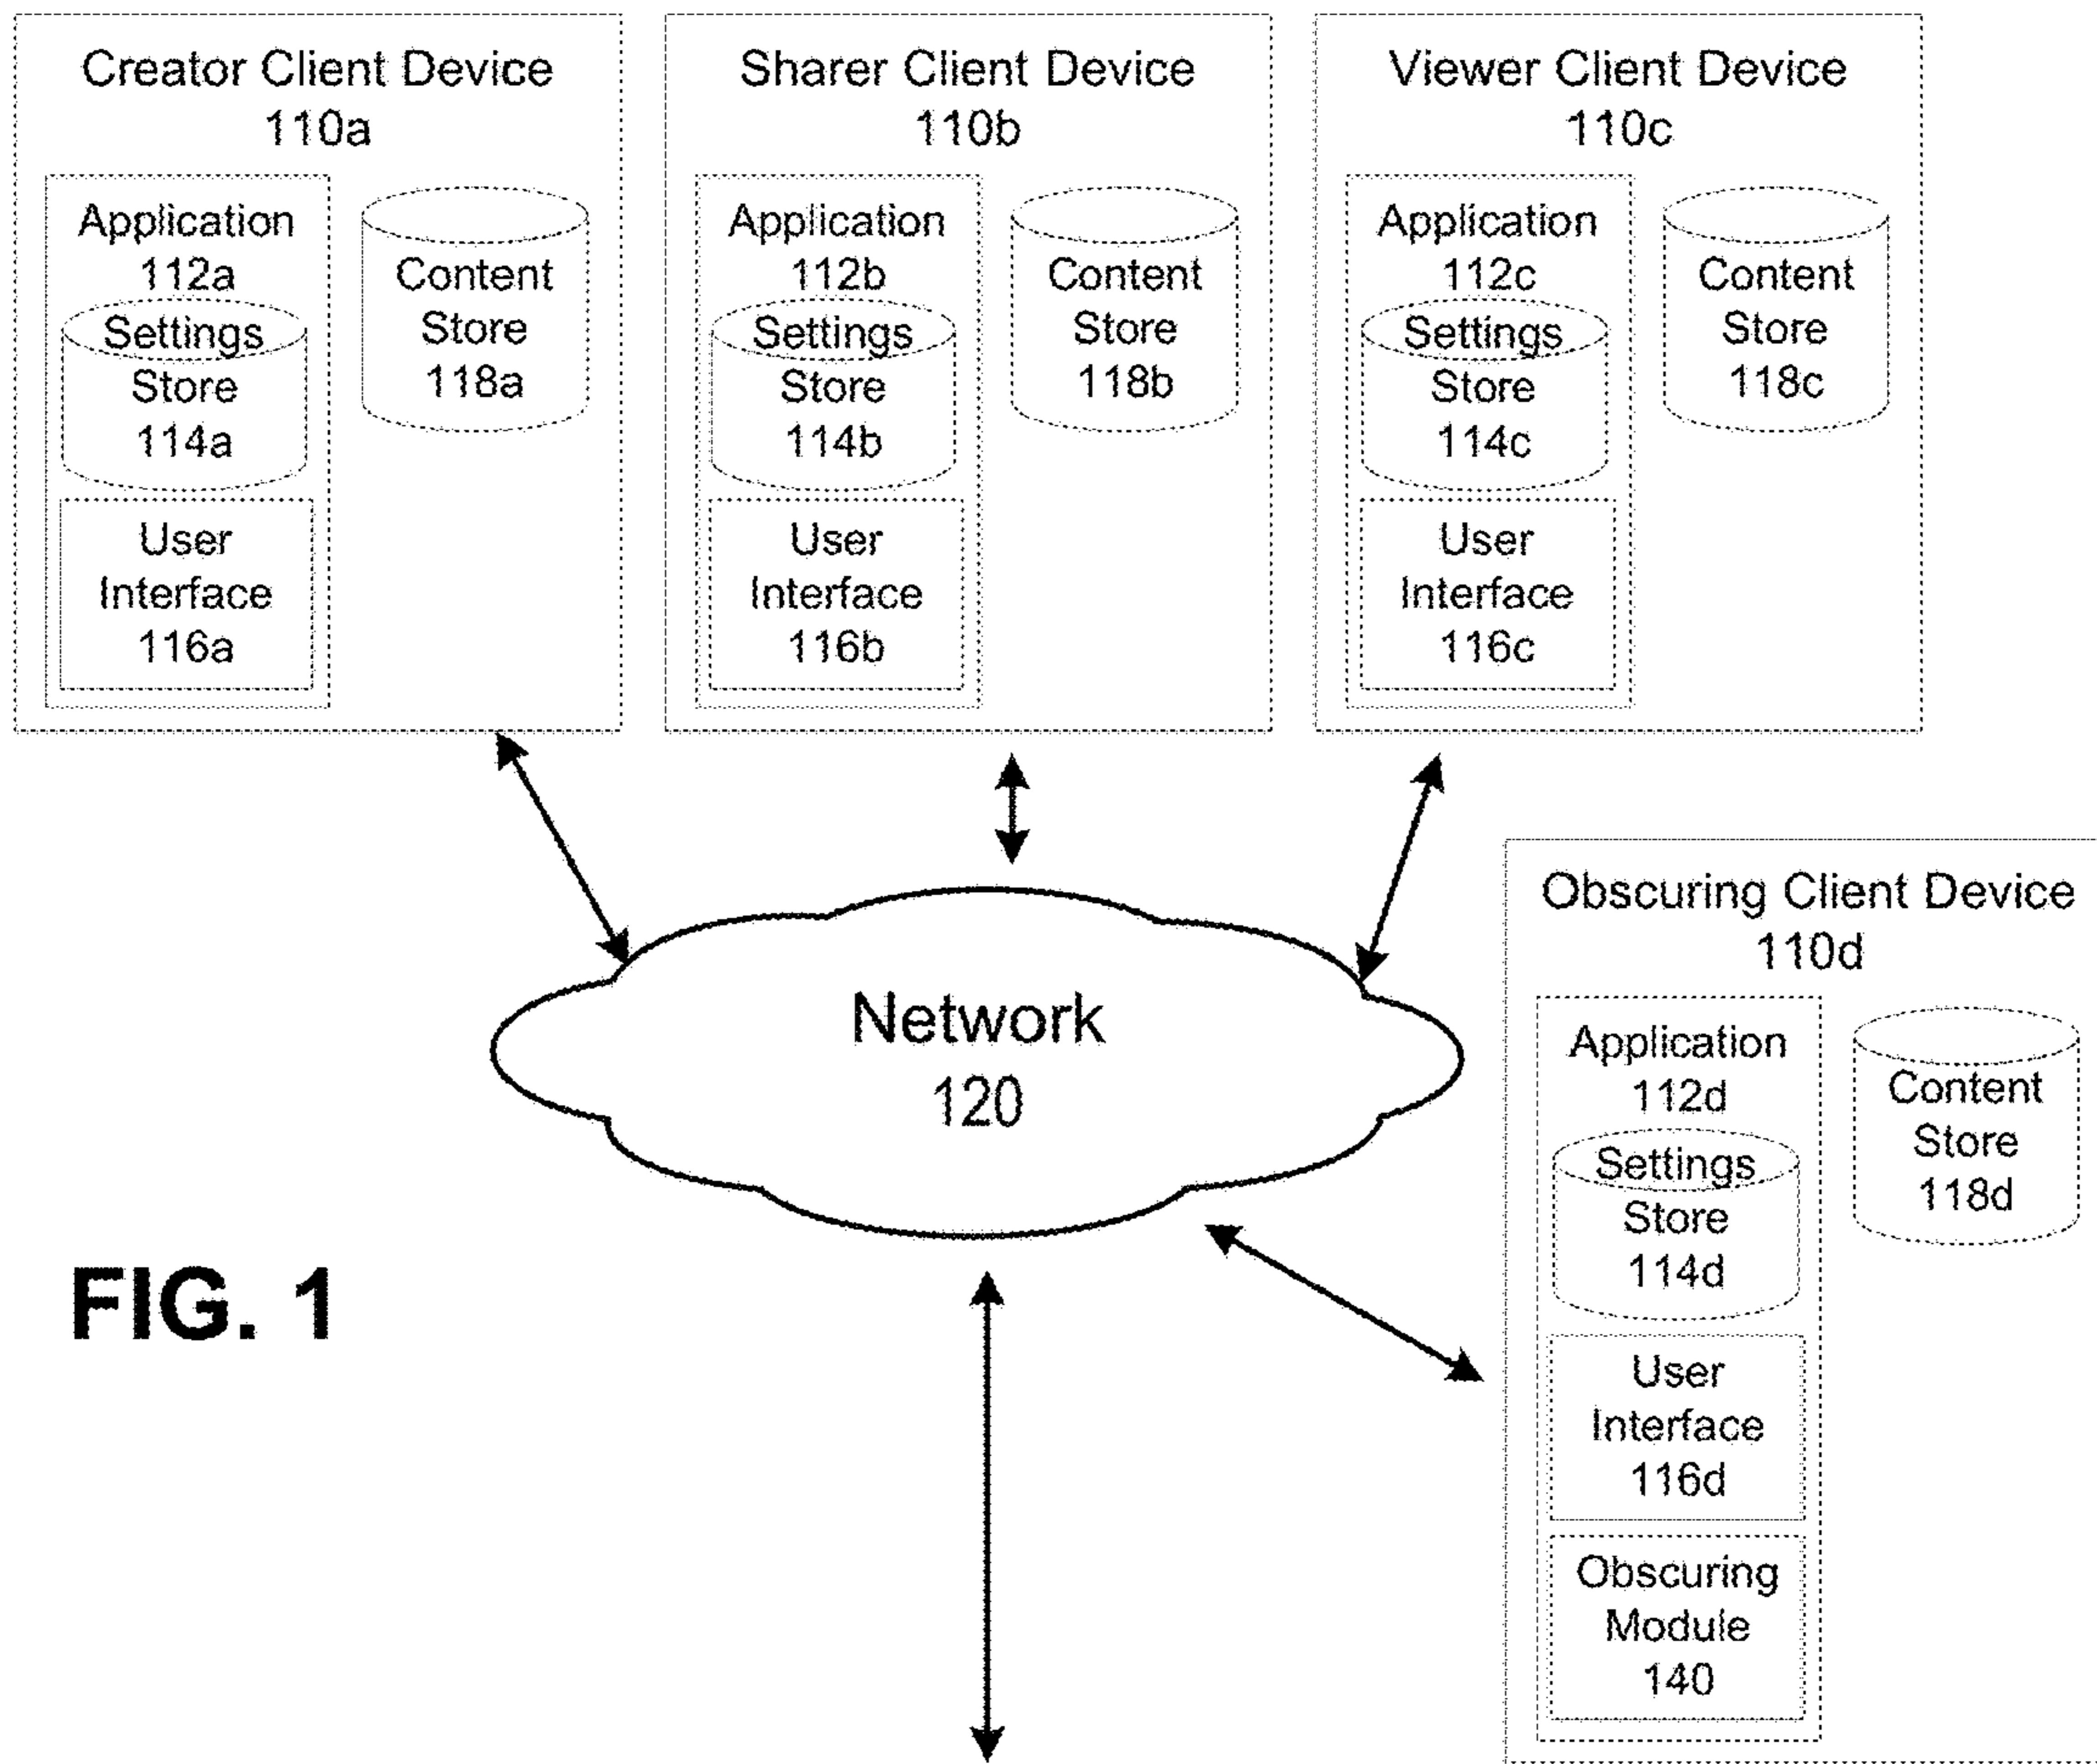 Creator Client Device
110a
Application
112a
Settings
Store
114a
User
Interface
116a
Content
Store
118a
Sharer Client Device
110b
Application
112b
Settings
Store
114b
User
Interface
116b
Content
Store
118b
Viewer Client Device
110c
Application
112c
Settings
Store
114c
User
Interface
116c
Content
Store
118c
Network
120
Obscuring Client Device
110d
Application
112d
Settings
Store
114d
User
Interface
116d
Obscuring
Module
140
Content
Store
118d
FIG. 1